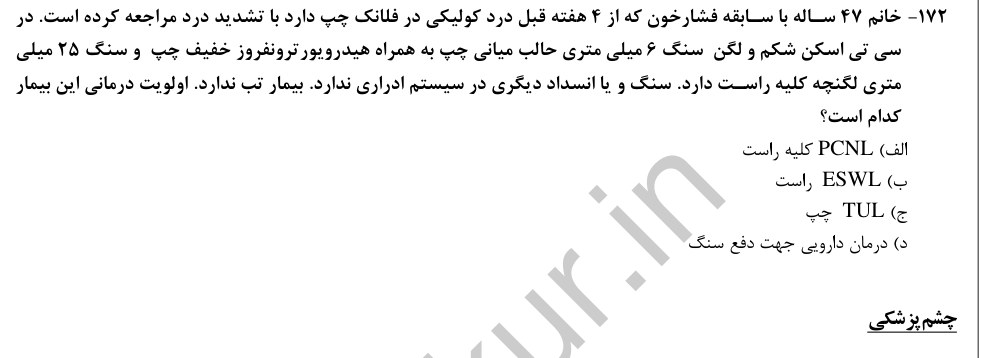 ۱۷۲- خانم ۴۷ ساله با سابقه فشارخون که از ۴ هفته قبل درد کولیکی در فلانک چپ دارد با تشدید درد مراجعه کرده است. در
سی تی اسکن شکم و لگن سنگ ۶ میلی متری حالب میانی چپ به همراه هیدرویورترونفروز خفیف چپ و سنگ ۲۵ میلی
متری لگنچه کلیه راست دارد. سنگ و یا انسداد دیگری در سیستم ادراری ندارد. بیمار تب ندارد. اولویت درمانی این بیمار
کدام است؟
الف) PCNL کلیه راست
ب) ESWL راست
ج) TUL چپ
د) درمان دارویی جهت دفع سنگ
kur.in
چشم‌پزشکی